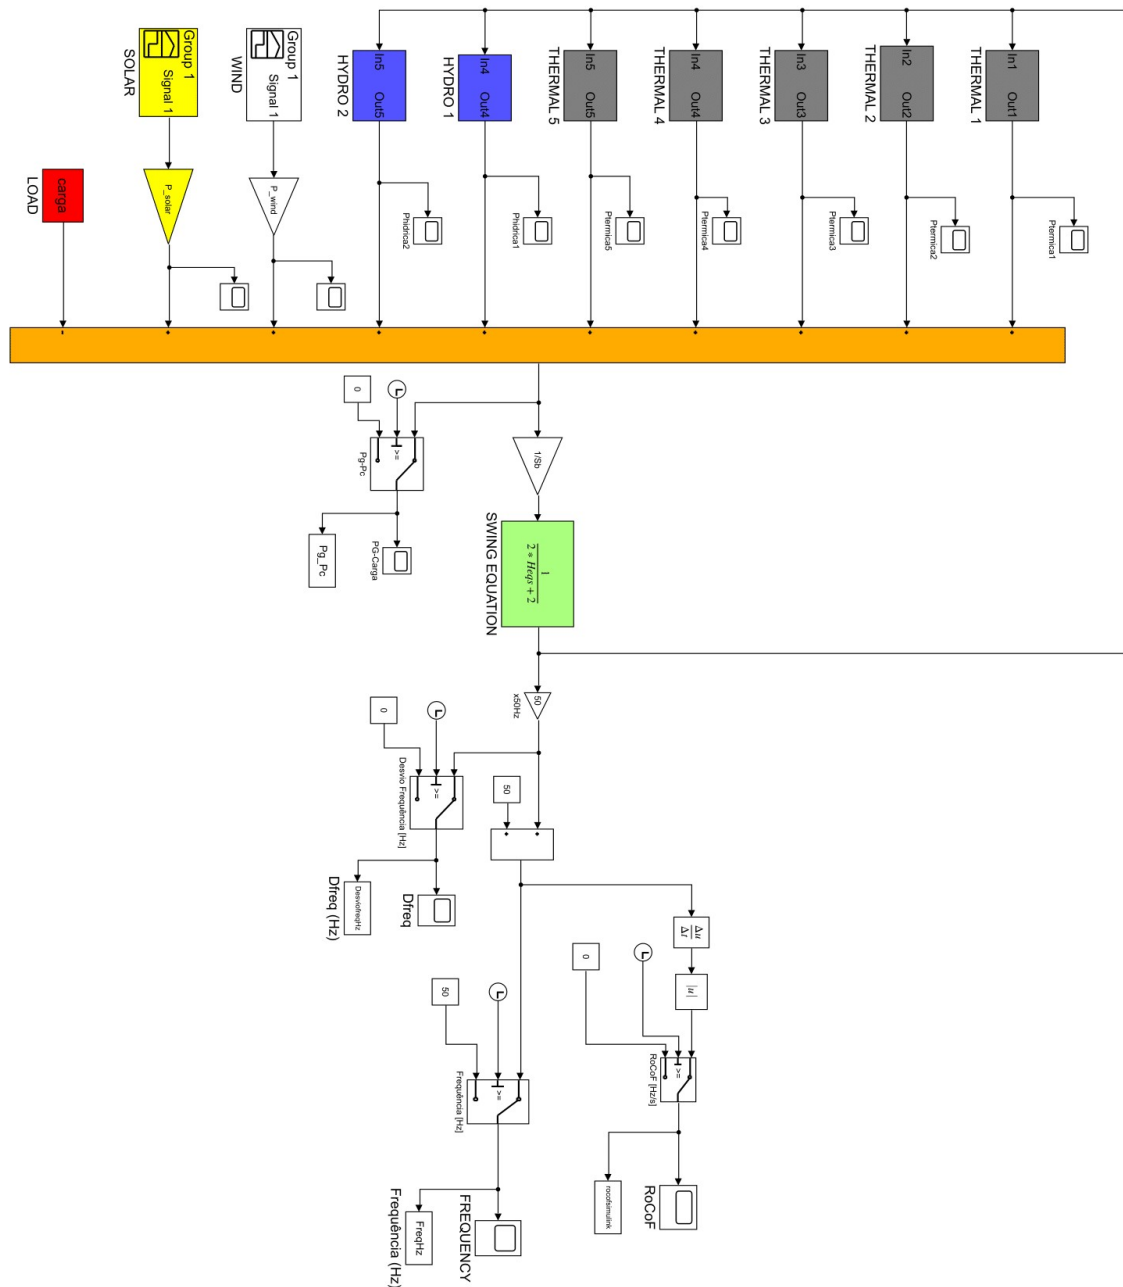 In1
Out1
THERMAL 1
Ptermica1
In2
Out2
THERMAL 2
Ptermica2
In3
Out3
THERMAL 3
Ptermica3
In4
Out4
THERMAL 4
Ptermica4
In5
Out5
THERMAL 5
Ptermica5
In4
Out4
HYDRO 1
Phidrica1
In5
Out5
HYDRO 2
Phidrica2
Group 1
Signal 1
WIND
P_wind
Group 1
Signal 1
SOLAR
P_solar
carga
LOAD
+
+
+
+
+
+
+
+
+
-
1/Sb
1
2 * Heqs + 2
SWING EQUATION
L
0
>=
Pg-Pc
PG-Carga
Pg_Pc
50
x50Hz
L
0
>=
Desvio Frequência [Hz]
Dfreq
DesviofreqHz
Dfreq (Hz)
50
+
+
Δu
Δt
|u|
L
0
>=
RoCoF [Hz/s]
RoCoF
rocofsimulink
L
50
>=
Frequência [Hz]
FREQUENCY
FreqHz
Frequência (Hz)